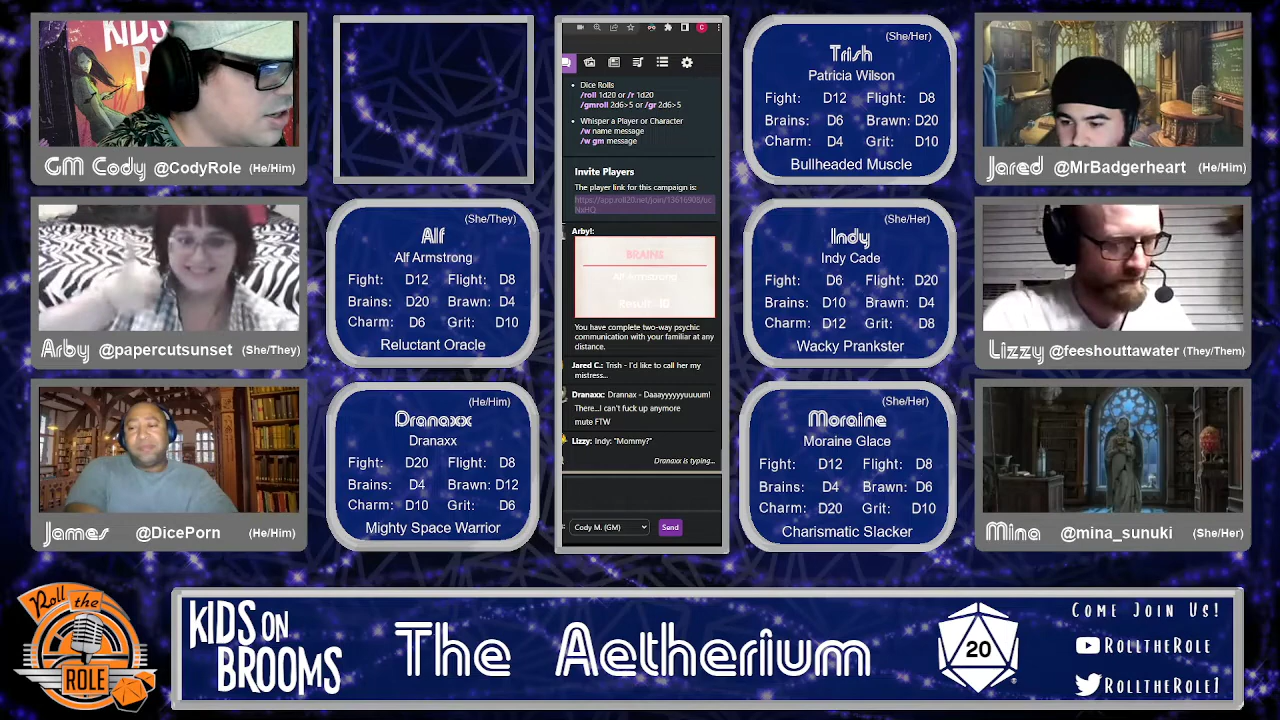 KIDS
B
GM Cody @CodyRole (He/Him)
Arby @papercutsunset (She/They)
James @DicePorn (He/Him)
(She/They)
Alf
Alf Armstrong
Fight: D12 Flight: D8
Brains: D20 Brawn: D4
Charm: D6 Grit: D10
Reluctant Oracle
(He/Him)
Dranaxx
Dranaxx
Fight: D20 Flight: D8
Brains: D4 Brawn: D12
Charm: D10 Grit: D6
Mighty Space Warrior
C
Dice Rolls
/roll 1d20 or /r 1d20
/gmroll 2d6>5 or /gr 2d6>5
Whisper a Player or Character
/w name message
/w gm message
Invite Players
The player link for this campaign is:
Arby!:
BRAINS
Alf Armstrong
Result: 10
You have complete two-way psychic
communication with your familiar at any
distance.
Jared C.: Trish - I'd like to call her my
mistress...
Dranaxx: Drannax - Daaayyyyyyuuuum!
There...I can't fuck up anymore
mute FTW
Lizzy: Indy: "Mommy?"
Dranaxx is typing...
Cody M. (GM) Send
(She/Her)
Trish
Patricia Wilson
Fight: D12 Flight: D8
Brains: D6 Brawn: D20
Charm: D4 Grit: D10
Bullheaded Muscle
(She/Her)
Indy
Indy Cade
Fight: D6 Flight: D20
Brains: D10 Brawn: D4
Charm: D12 Grit: D8
Wacky Prankster
(She/Her)
Moraine
Moraine Glace
Fight: D12 Flight: D8
Brains: D4 Brawn: D6
Charm: D20 Grit: D10
Charismatic Slacker
Jared @MrBadgerheart (He/Him)
Lizzy @feeshouttawater (They/Them)
Mina @mina_sunuki (She/Her)
Roll the
ROLE
KIDS ON
BROOMS
The Aetherium
20
COME JOIN US!
ROLLTHEROLE
ROLLTHEROLE1